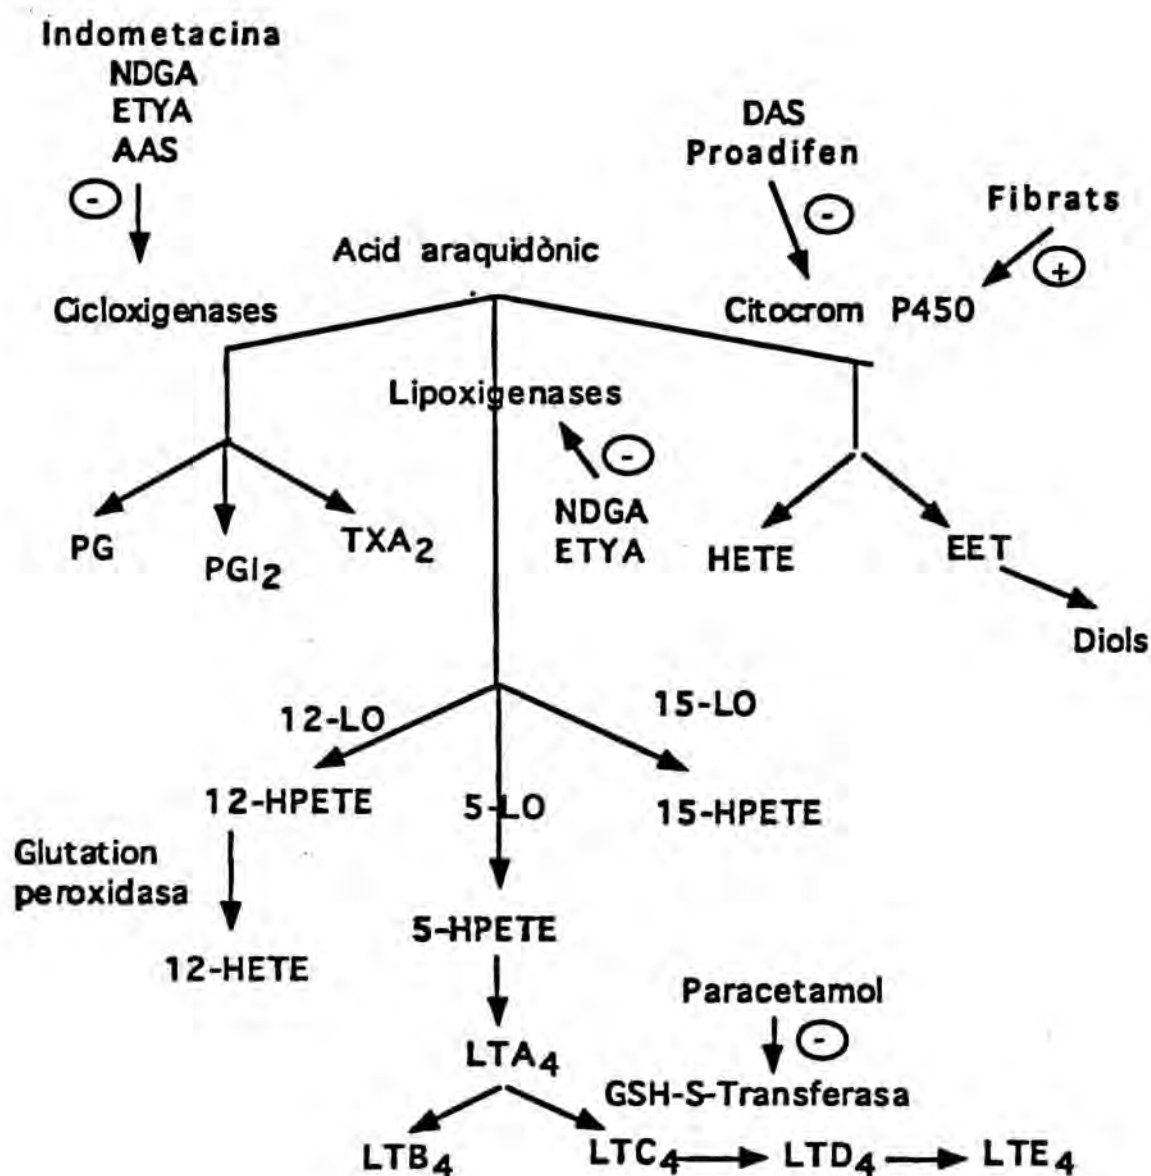 Indometacina
NDGA
ETYA
AAS
-
DAS
Proadifen
-
Fibrats
+
Acid araquidònic
Cicloxigenases
Citocrom P450
Lipoxigenases
-
NDGA
ETYA
PG
PGI2
TXA2
HETE
EET
Diols
12-LO
15-LO
12-HPETE
5-LO
15-HPETE
Glutation
peroxidasa
5-HPETE
12-HETE
Paracetamol
-
LTA4
GSH-S-Transferasa
LTB4
LTC4
LTD4
LTE4